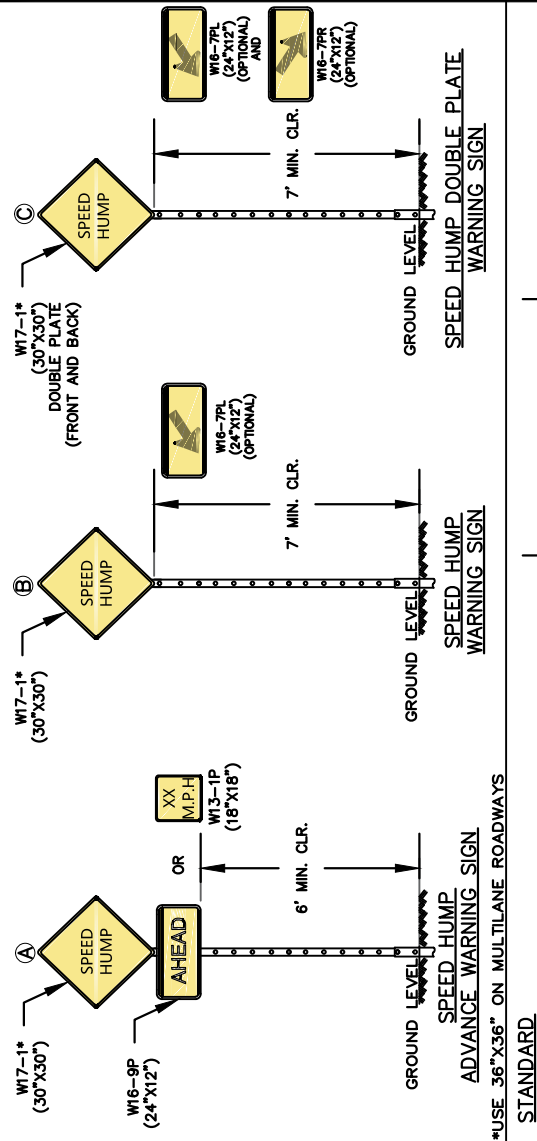 A
W17-1*
(30"X30")
SPEED
HUMP
W16-9P
(24"X12")
AHEAD
OR
XX
M.P.H
W13-1P
(18"X18")
6' MIN. CLR.
GROUND LEVEL
SPEED HUMP
ADVANCE WARNING SIGN
B
W17-1*
(30"X30")
SPEED
HUMP
W16-7PL
(24"X12")
(OPTIONAL)
7' MIN. CLR.
GROUND LEVEL
SPEED HUMP
WARNING SIGN
C
W17-1*
(30"X30")
DOUBLE PLATE
(FRONT AND BACK)
SPEED
HUMP
W16-7PL
(24"X12")
(OPTIONAL)
AND
W16-7PR
(24"X12")
(OPTIONAL)
7' MIN. CLR.
GROUND LEVEL
SPEED HUMP DOUBLE PLATE
WARNING SIGN
*USE 36"X36" ON MULTILANE ROADWAYS
STANDARD